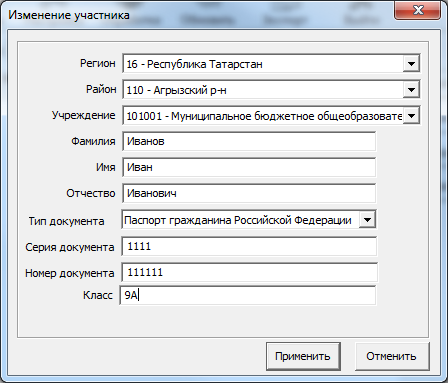 Изменение участника
Регион 16 - Республика Татарстан
Район 110 - Агрызский р-н
Учреждение 101001 - Муниципальное бюджетное общеобразовате
Фамилия Иванов
Имя Иван
Отчество Иванович
Тип документа Паспорт гражданина Российской Федерации
Серия документа 1111
Номер документа 111111
Класс 9А
Применить Отменить